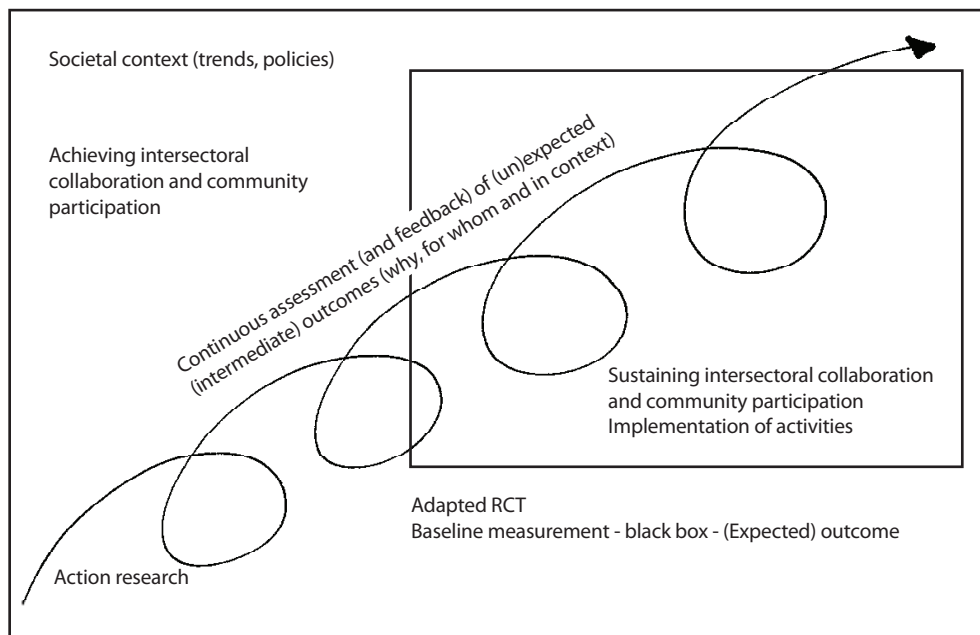 Societal context (trends, policies)
Achieving intersectoral
collaboration and community
participation
Continuous assessment (and feedback) of (un)expected
(intermediate) outcomes (why, for whom and in context)
Sustaining intersectoral collaboration
and community participation
Implementation of activities
Adapted RCT
Baseline measurement - black box - (Expected) outcome
Action research